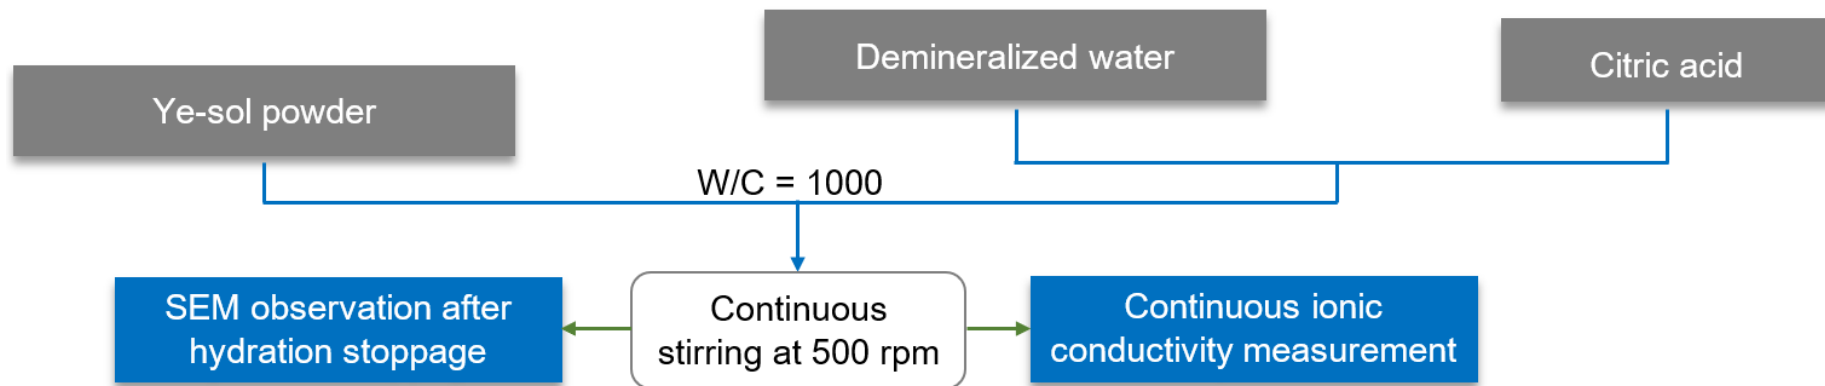 Ye-sol powder
Demineralized water
Citric acid
W/C = 1000
SEM observation after
hydration stoppage
Continuous
stirring at 500 rpm
Continuous ionic
conductivity measurement